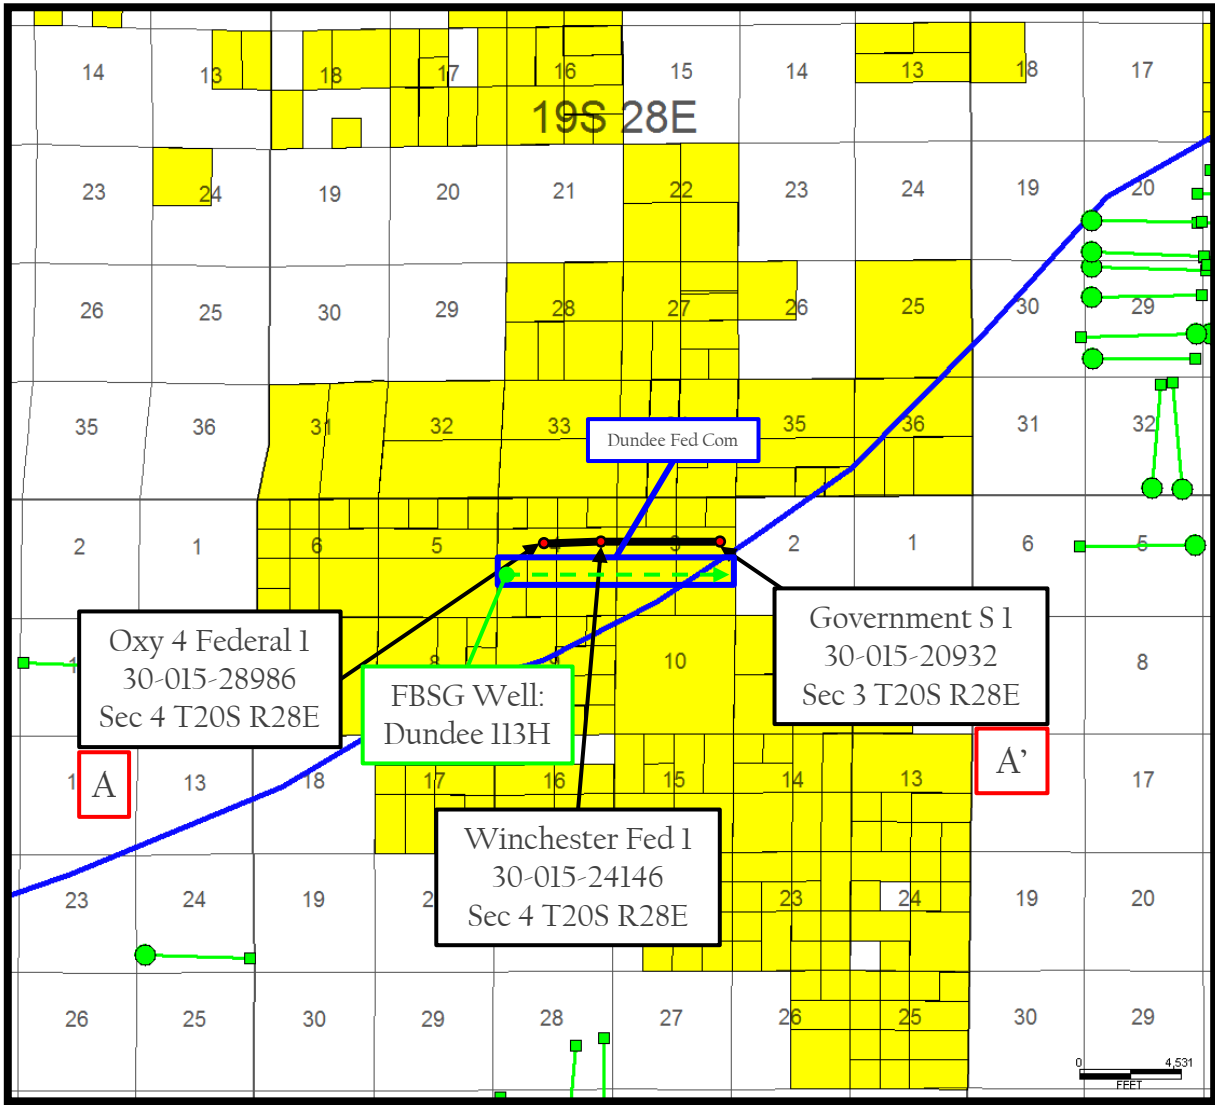 14 13 18 17 16 15 14 13 18 17
19S 28E
23 24 19 20 21 22 23 24 19 20
26 25 30 29 28 27 26 25 30 29
35 36 31 32 33 35 36 31 32
Dundee Fed Com
2 1 6 5 4 3 2 1 6 5
8 9 10 8
Oxy 4 Federal 1
30-015-28986
Sec 4 T20S R28E
FBSG Well:
Dundee 113H
Government S 1
30-015-20932
Sec 3 T20S R28E
A
A’
13 18 17 16 15 14 13 17
Winchester Fed 1
30-015-24146
Sec 4 T20S R28E
23 24 19 23 24 19 20
26 25 30 29 28 27 26 25 30 29
0 4,531
FEET